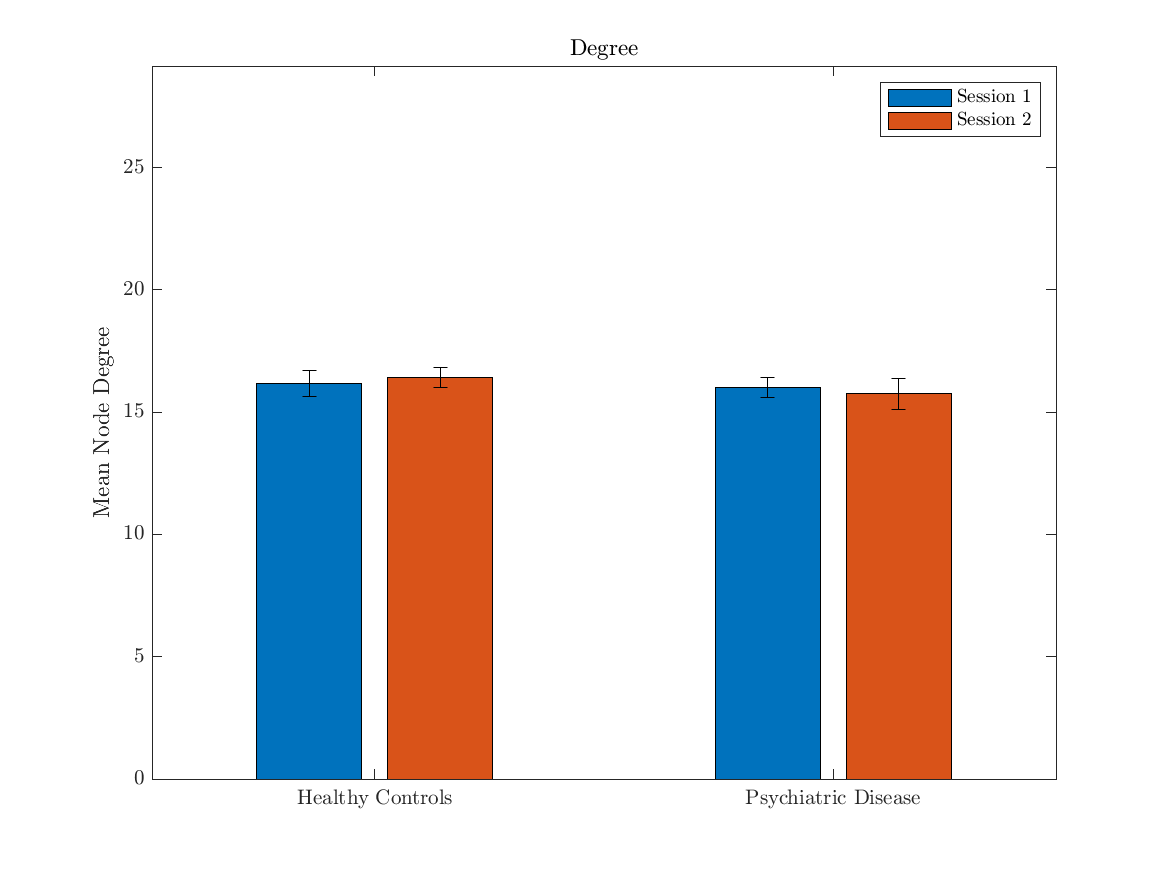 Degree
Session 1
Session 2
25
20
15
10
5
0
Mean Node Degree
Healthy Controls
Psychiatric Disease